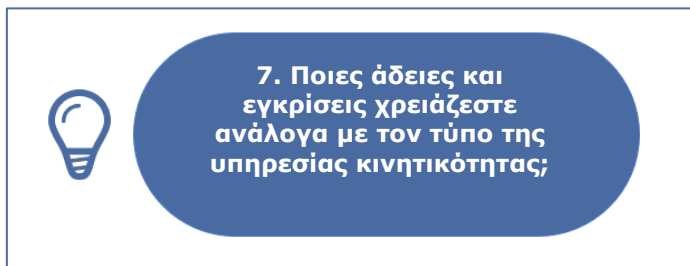 7. Ποιες άδειες και
εγκρίσεις χρειάζεστε
ανάλογα με τον τύπο της
υπηρεσίας κινητικότητας;